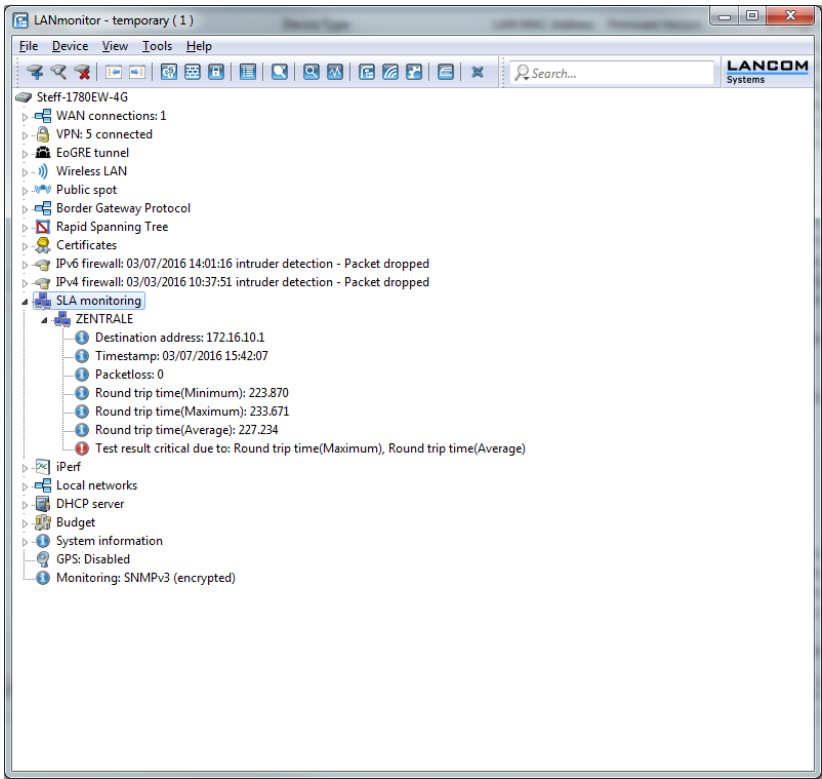 LANmonitor - temporary ( 1 )
File Device View Tools Help
Search...
LANCOM
Systems
Steff-1780EW-4G
WAN connections: 1
VPN: 5 connected
EoGRE tunnel
Wireless LAN
Public spot
Border Gateway Protocol
Rapid Spanning Tree
Certificates
IPv6 firewall: 03/07/2016 14:01:16 intruder detection - Packet dropped
IPv4 firewall: 03/03/2016 10:37:51 intruder detection - Packet dropped
SLA monitoring
ZENTRALE
Destination address: 172.16.10.1
Timestamp: 03/07/2016 15:42:07
Packetloss: 0
Round trip time(Minimum): 223.870
Round trip time(Maximum): 233.671
Round trip time(Average): 227.234
Test result critical due to: Round trip time(Maximum), Round trip time(Average)
iPerf
Local networks
DHCP server
Budget
System information
GPS: Disabled
Monitoring: SNMPv3 (encrypted)